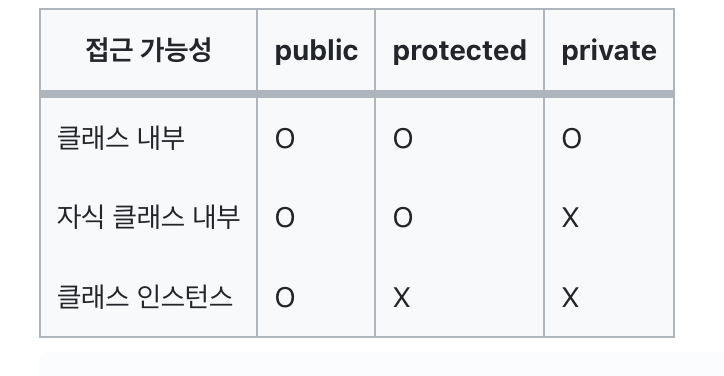 접근 가능성 public protected private
클래스 내부 O O O
자식 클래스 내부 O O X
클래스 인스턴스 O X X